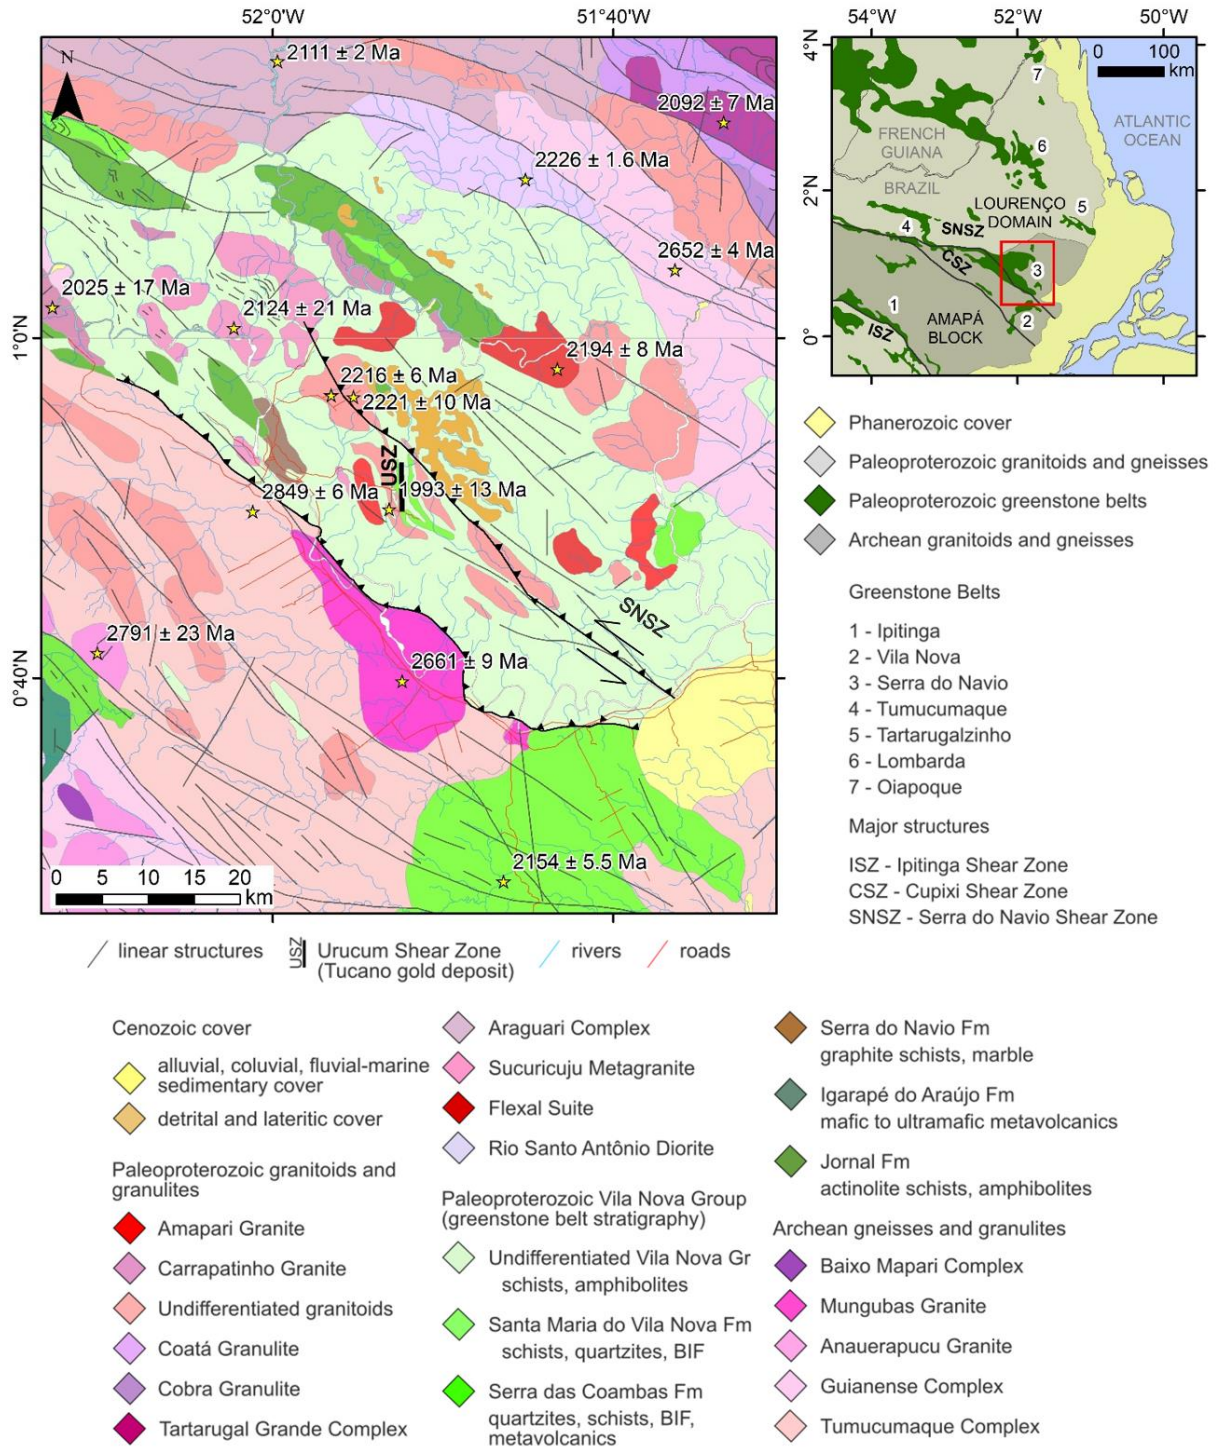 52°0'W
51°40'W
N
2111 ± 2 Ma
2092 ± 7 Ma
2226 ± 1.6 Ma
2652 ± 4 Ma
2025 ± 17 Ma
2124 ± 21 Ma
1°0'N
2194 ± 8 Ma
2216 ± 6 Ma
2221 ± 10 Ma
USZ
2849 ± 6 Ma
1993 ± 13 Ma
SNSZ
2791 ± 23 Ma
2661 ± 9 Ma
0°40'N
2154 ± 5.5 Ma
0 5 10 15 20
km
54°W
52°W
50°W
4°N
2°N
0°
0 100
km
7
ATLANTIC
OCEAN
FRENCH
GUIANA
6
BRAZIL
LOURENÇO
DOMAIN
5
4
SNSZ
CSZ
3
1
ISZ
AMAPÁ
BLOCK
2
Phanerozoic cover
Paleoproterozoic granitoids and gneisses
Paleoproterozoic greenstone belts
Archean granitoids and gneisses
Greenstone Belts
1 - Ipitinga
2 - Vila Nova
3 - Serra do Navio
4 - Tumucumaque
5 - Tartarugalzinho
6 - Lombarda
7 - Oiapoque
Major structures
ISZ - Ipitinga Shear Zone
CSZ - Cupixi Shear Zone
SNSZ - Serra do Navio Shear Zone
linear structures
USZ
Urucum Shear Zone
(Tucano gold deposit)
rivers
roads
Cenozoic cover
alluvial, coluvial, fluvial-marine
sedimentary cover
detrital and lateritic cover
Paleoproterozoic granitoids and
granulites
Amapari Granite
Carrapatinho Granite
Undifferentiated granitoids
Coatá Granulite
Cobra Granulite
Tartarugal Grande Complex
Araguari Complex
Sucuricuju Metagranite
Flexal Suite
Rio Santo Antônio Diorite
Paleoproterozoic Vila Nova Group
(greenstone belt stratigraphy)
Undifferentiated Vila Nova Gr
schists, amphibolites
Santa Maria do Vila Nova Fm
schists, quartzites, BIF
Serra das Coambas Fm
quartzites, schists, BIF,
metavolcanics
Serra do Navio Fm
graphite schists, marble
Igarapé do Araújo Fm
mafic to ultramafic metavolcanics
Jornal Fm
actinolite schists, amphibolites
Archean gneisses and granulites
Baixo Mapari Complex
Mungubas Granite
Anauerapucu Granite
Guianense Complex
Tumucumaque Complex